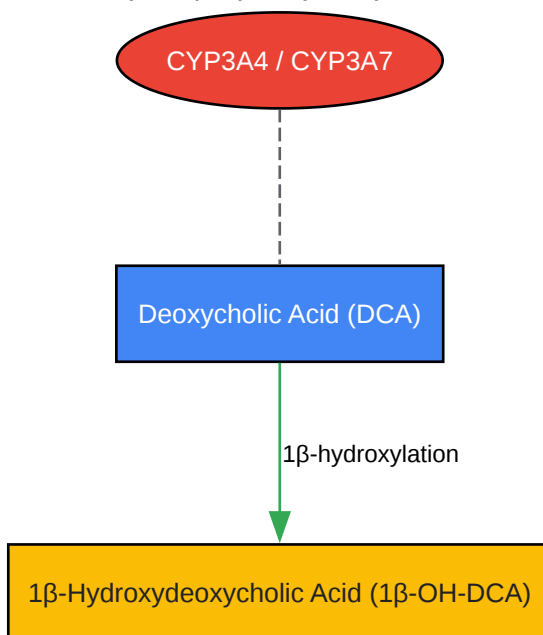 CYP3A4 / CYP3A7
Deoxycholic Acid (DCA)
1β-hydroxylation
1β-Hydroxydeoxycholic Acid (1β-OH-DCA)